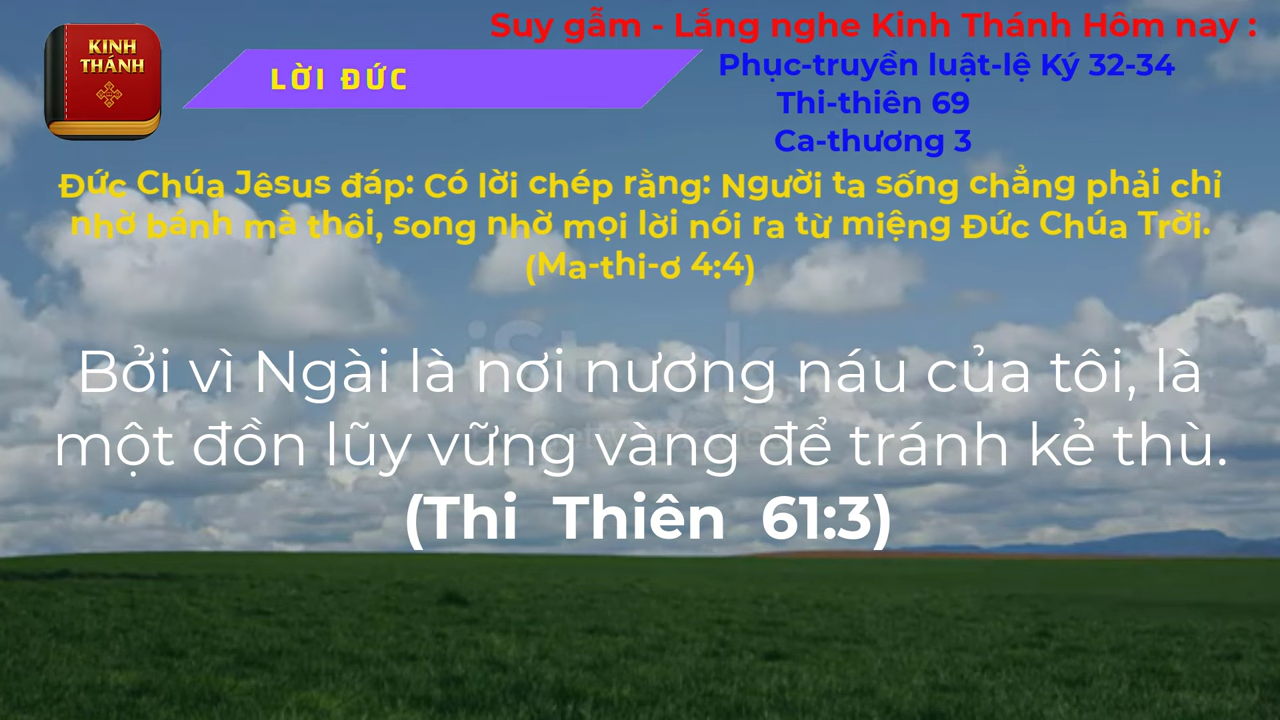 KINH
THÁNH
LỜI ĐỨC
Suy gẫm - Lắng nghe Kinh Thánh Hôm nay :
Phục-truyền luật-lệ Ký 32-34
Thi-thiên 69
Ca-thương 3
Đức Chúa Jêsus đáp: Có lời chép rằng: Người ta sống chẳng phải chỉ
nhờ bánh mà thôi, song nhờ mọi lời nói ra từ miệng Đức Chúa Trời.
(Ma-thi-ơ 4:4)
iStock
Bởi vì Ngài là nơi nương náu của tôi, là
một đồn lũy vững vàng để tránh kẻ thù.
(Thi Thiên 61:3)